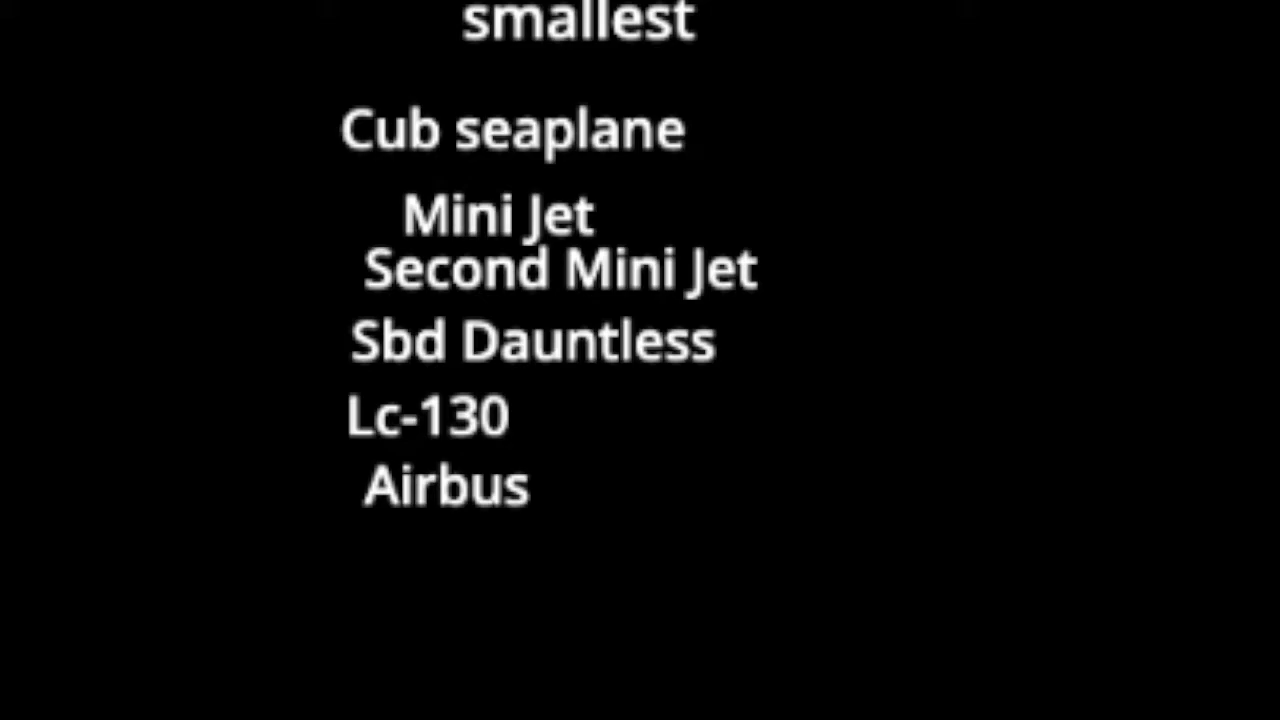 smallest
Cub seaplane
Mini Jet
Second Mini Jet
Sbd Dauntless
Lc-130
Airbus